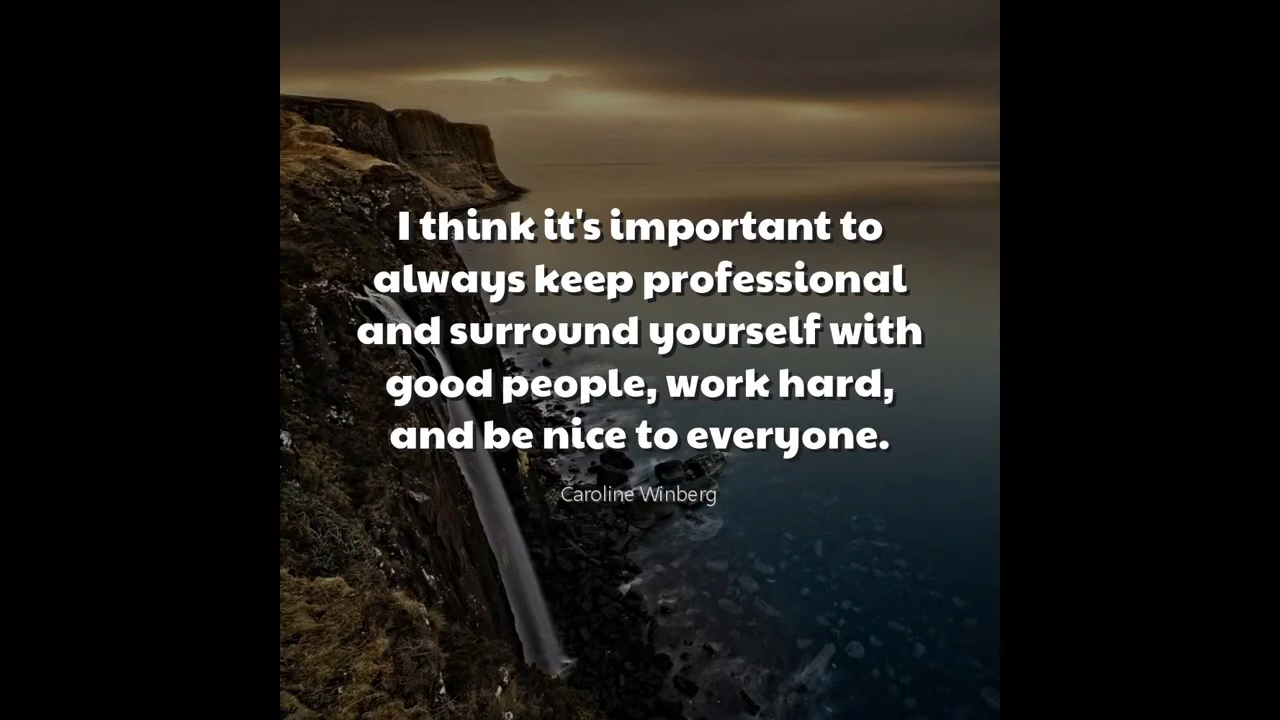 I think it's important to
always keep professional
and surround yourself with
good people, work hard,
and be nice to everyone.
Caroline Winberg